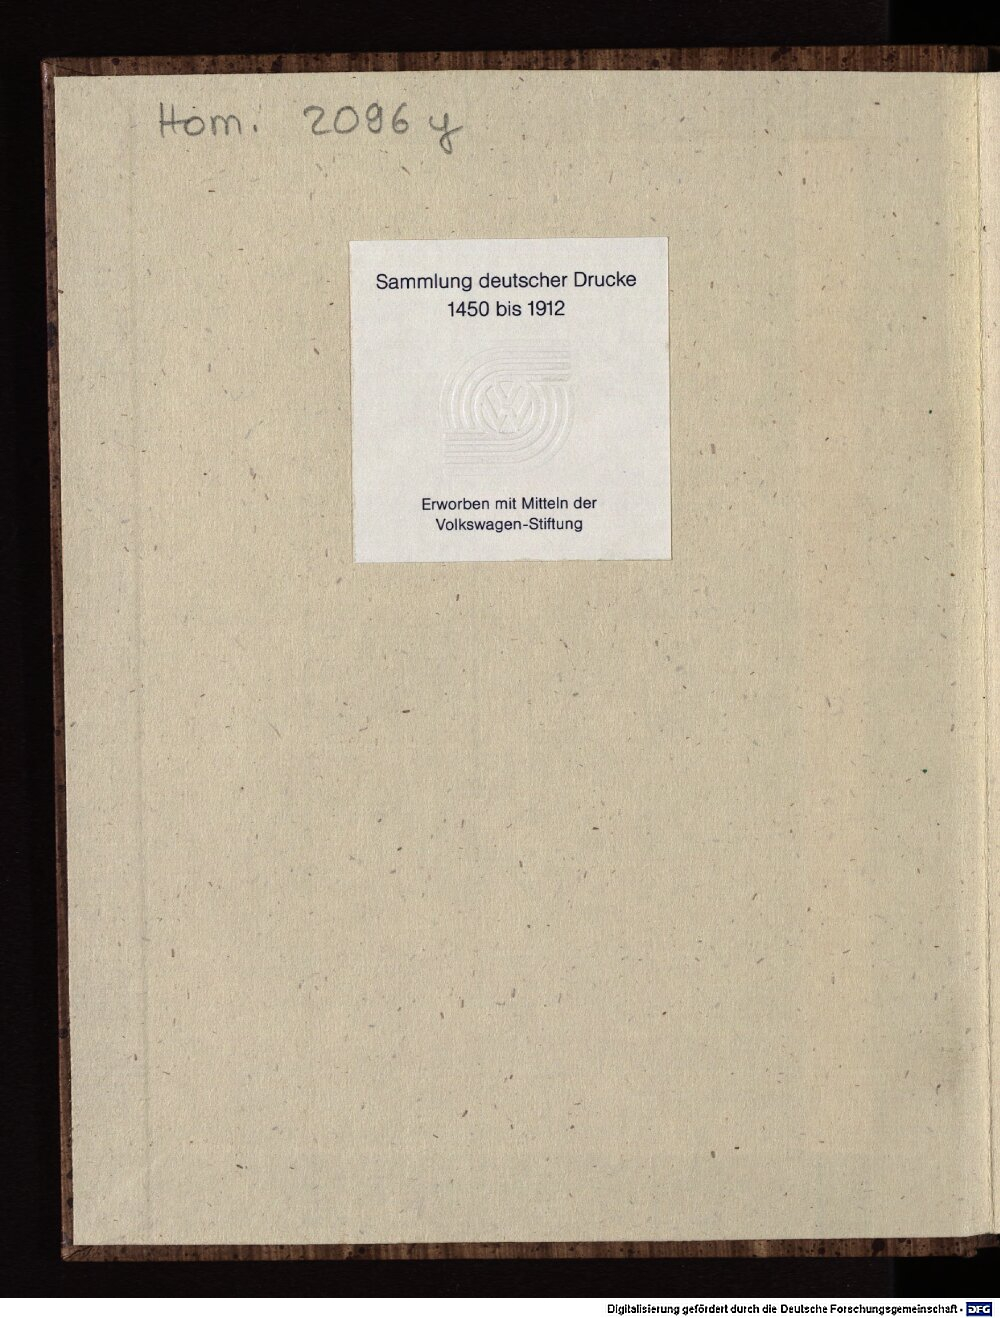 Hom. 2096 y
Sammlung deutscher Drucke
1450 bis 1912
Erworben mit Mitteln der
Volkswagen-Stiftung
Digitalisierung gefördert durch die Deutsche Forschungsgemeinschaft - DFG